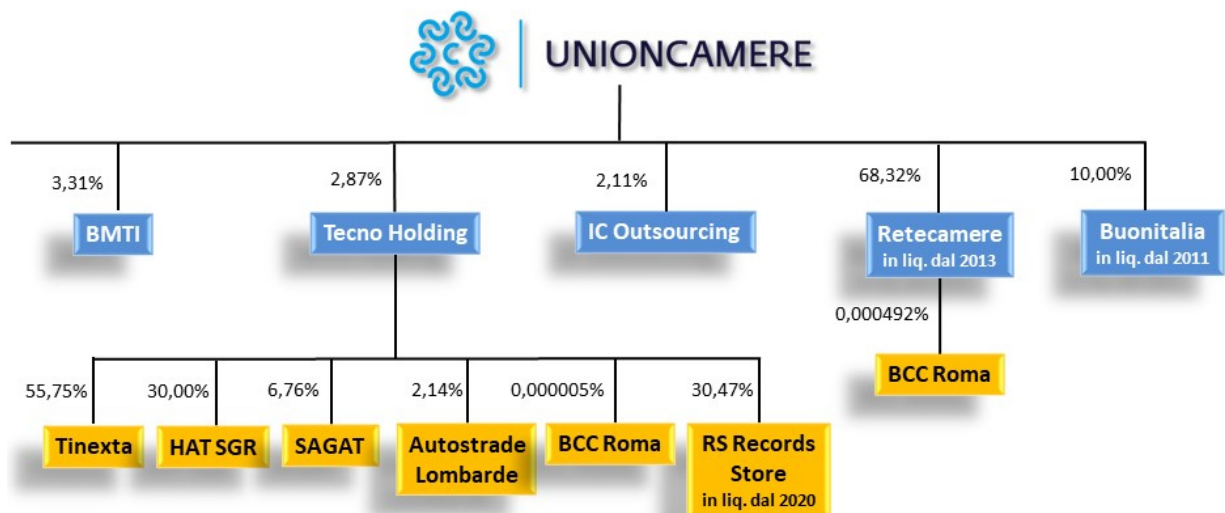 UNIONCAMERE
3,31%
2,87%
2,11%
68,32%
10,00%
BMTI
Tecno Holding
IC Outsourcing
Retecamere
in liq. dal 2013
Buonitalia
in liq. dal 2011
0,000492%
BCC Roma
55,75%
30,00%
6,76%
2,14%
0,000005%
30,47%
Tinexta
HAT SGR
SAGAT
Autostrade
Lombarde
BCC Roma
RS Records
Store
in liq. dal 2020